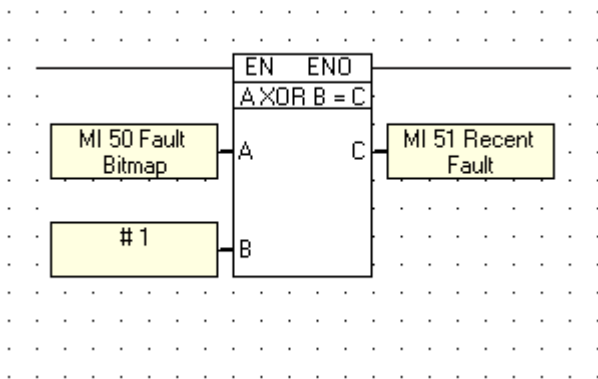 EN ENO
A XOR B = C
MI 50 Fault
Bitmap
A
C
MI 51 Recent
Fault
# 1
B